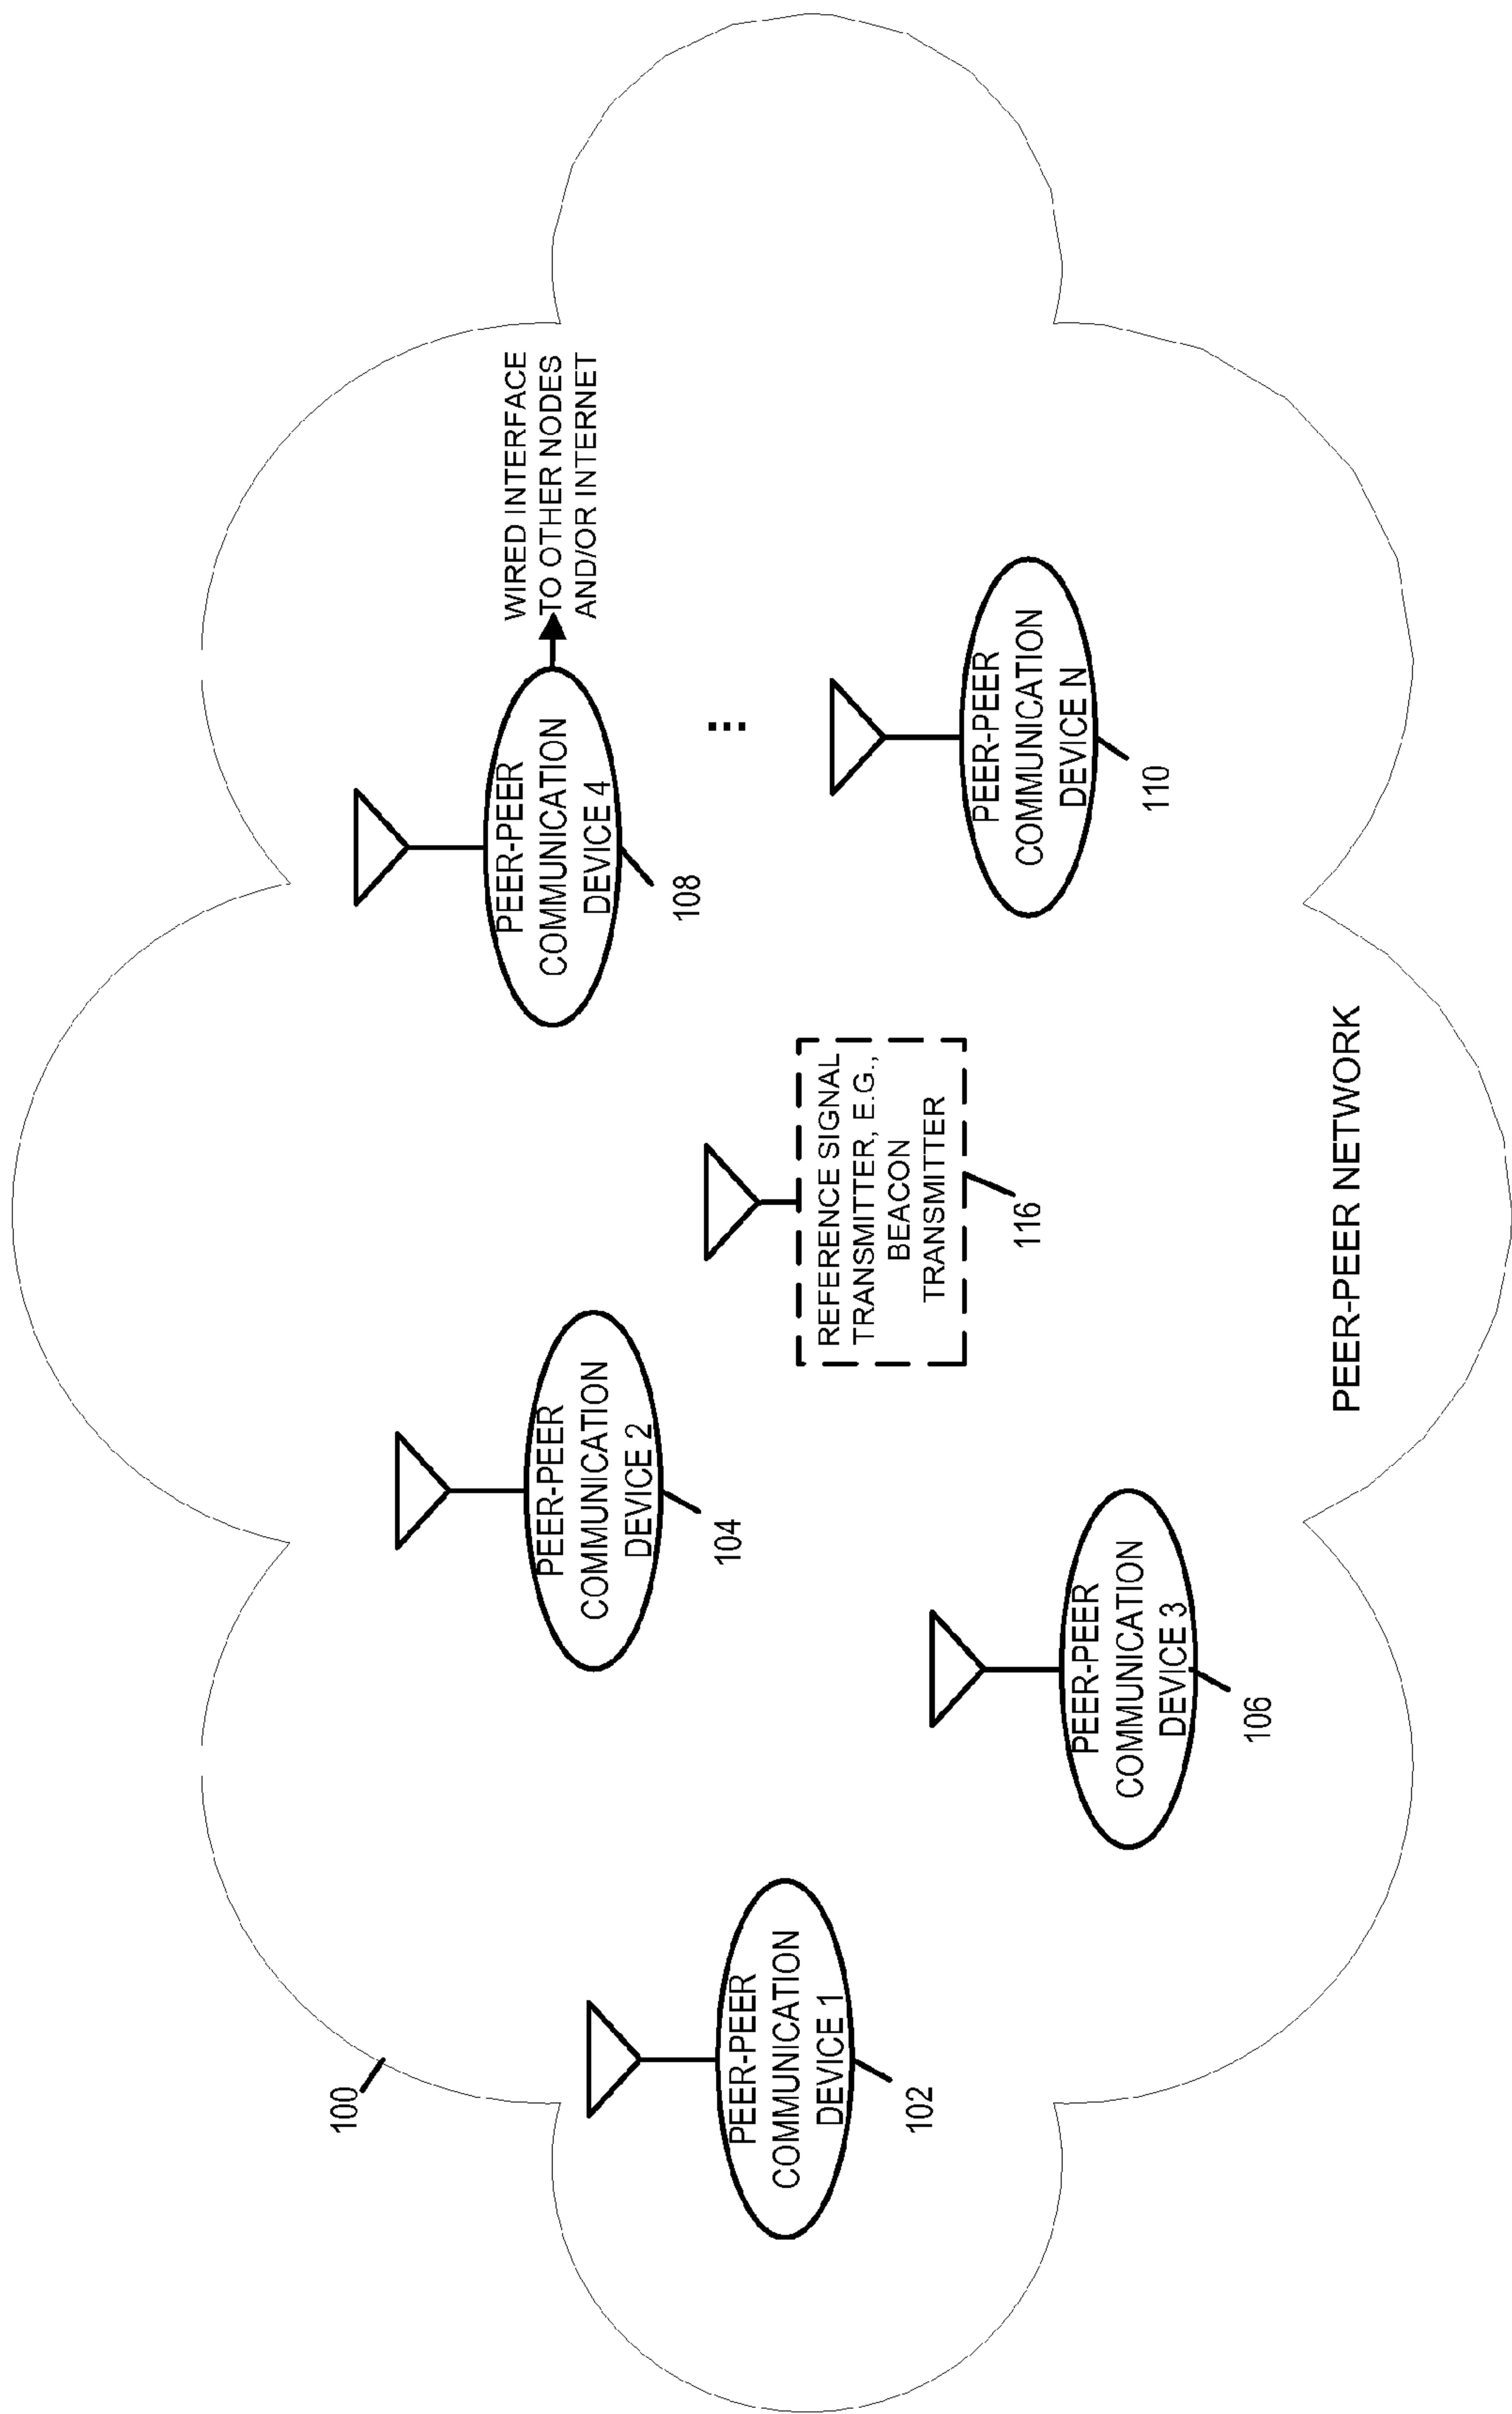 100
PEER-PEER
COMMUNICATION
DEVICE 1
102
PEER-PEER
COMMUNICATION
DEVICE 2
104
PEER-PEER
COMMUNICATION
DEVICE 3
106
REFERENCE SIGNAL
TRANSMITTER, E.G.,
BEACON
TRANSMITTER
116
PEER-PEER
COMMUNICATION
DEVICE 4
108
WIRED INTERFACE
TO OTHER NODES
AND/OR INTERNET
...
PEER-PEER
COMMUNICATION
DEVICE N
110
PEER-PEER NETWORK